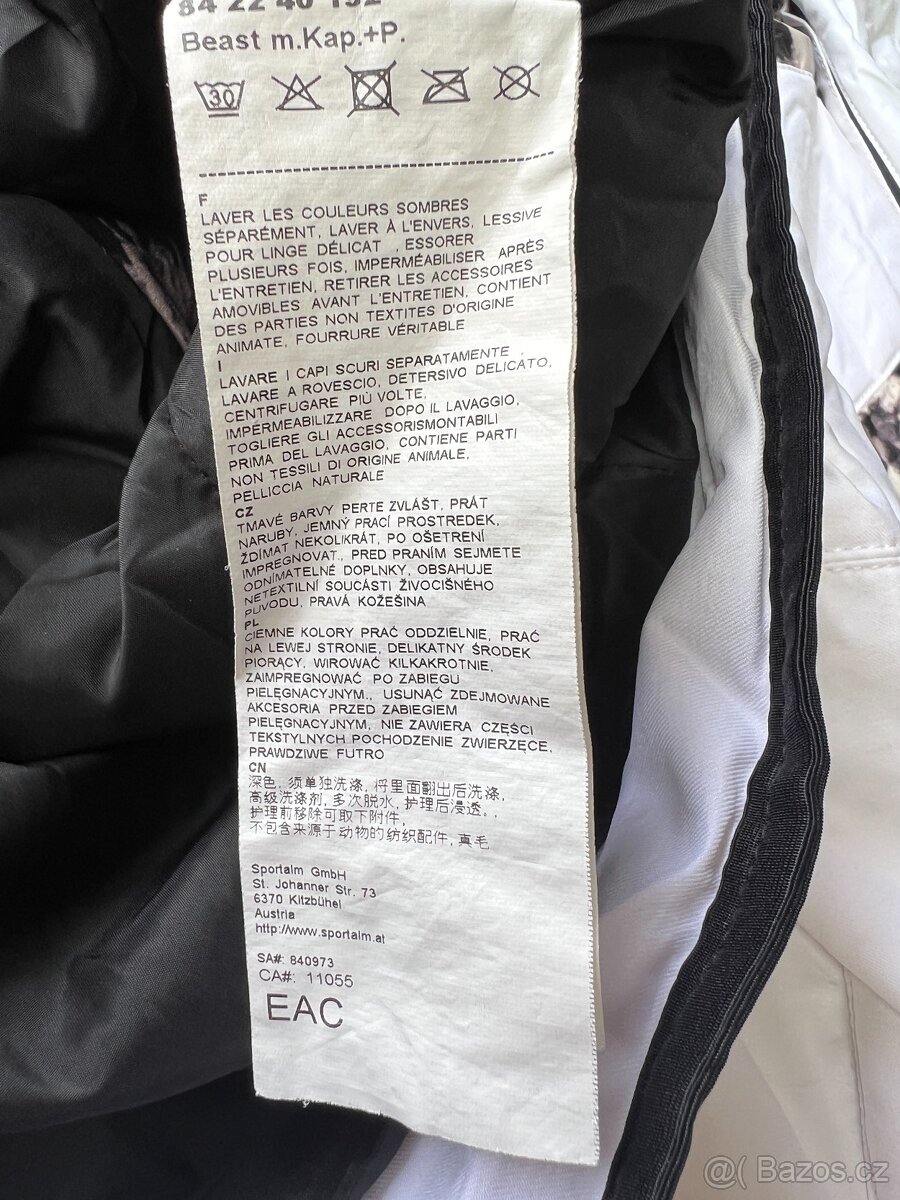 84 22 40 192
Beast m.Kap.+P.
30
F
LAVER LES COULEURS SOMBRES
SÉPARÉMENT, LAVER À L'ENVERS, LESSIVE
POUR LINGE DÉLICAT , ESSORER
PLUSIEURS FOIS, IMPERMÉABILISER APRÈS
L'ENTRETIEN, RETIRER LES ACCESSOIRES
AMOVIBLES AVANT L'ENTRETIEN, CONTIENT
DES PARTIES NON TEXTITES D'ORIGINE
ANIMATE, FOURRURE VÉRITABLE
I
LAVARE I CAPI SCURI SEPARATAMENTE ,
LAVARE A ROVESCIO, DETERSIVO DELICATO,
CENTRIFUGARE PIÙ VOLTE,
IMPERMEABILIZZARE DOPO IL LAVAGGIO,
TOGLIERE GLI ACCESSORISMONTABILI
PRIMA DEL LAVAGGIO, CONTIENE PARTI
NON TESSILI DI ORIGINE ANIMALE,
PELLICCIA NATURALE
CZ
TMAVÉ BARVY PERTE ZVLÁŠT, PRÁT
NARUBY, JEMNÝ PRACÍ PROSTREDEK,
ŽDÍMAT NEKOLIKRÁT, PO OŠETRENÍ
IMPREGNOVAT., PRED PRANÍM SEJMETE
ODNÍMATELNÉ DOPLNKY, OBSAHUJE
NETEXTILNÍ SOUCÁSTI ŽIVOCIŠNÉHO
PUVODU, PRAVÁ KOŽEŠINA
PL
CIEMNE KOLORY PRAĆ ODDZIELNIE, PRAĆ
NA LEWEJ STRONIE, DELIKATNY ŚRODEK
PIORĄCY, WIROWAĆ KILKAKROTNIE,
ZAIMPREGNOWAĆ PO ZABIEGU
PIELĘGNACYJNYM., USUNĄĆ ZDEJMOWANE
AKCESORIA PRZED ZABIEGIEM
PIELĘGNACYJNYM, NIE ZAWIERA CZĘŚCI
TEKSTYLNYCH POCHODZENIE ZWIERZĘCE,
PRAWDZIWE FUTRO
CN
深色, 须单独洗涤, 将里面翻出后洗涤,
高级洗涤剂, 多次脱水, 护理后浸透。,
护理前移除可取下附件,
不包含来源于动物的纺织配件, 真毛
Sportalm GmbH
St. Johanner Str. 73
6370 Kitzbühel
Austria
http://www.sportalm.at
SA#: 840973
CA#: 11055
EAC
@( Bazos.cz